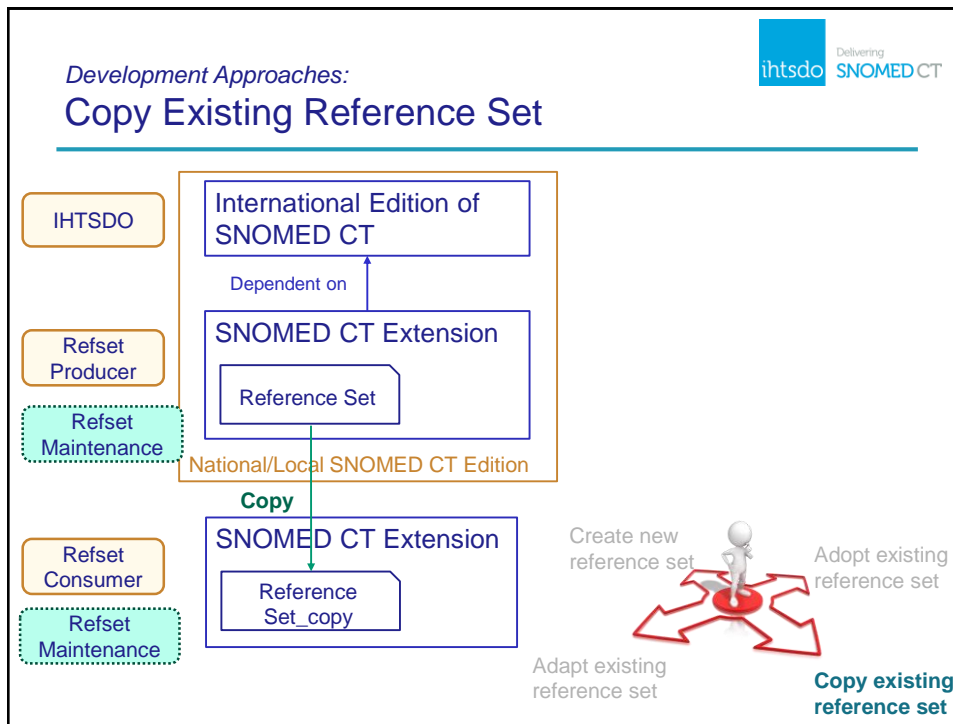 Development Approaches:
Copy Existing Reference Set
ihtsdo
Delivering
SNOMED CT
IHTSDO
International Edition of
SNOMED CT
Dependent on
Refset
Producer
SNOMED CT Extension
Reference Set
Refset
Maintenance
National/Local SNOMED CT Edition
Copy
Refset
Consumer
SNOMED CT Extension
Reference
Set_copy
Refset
Maintenance
Create new
reference set
Adopt existing
reference set
Adapt existing
reference set
Copy existing
reference set